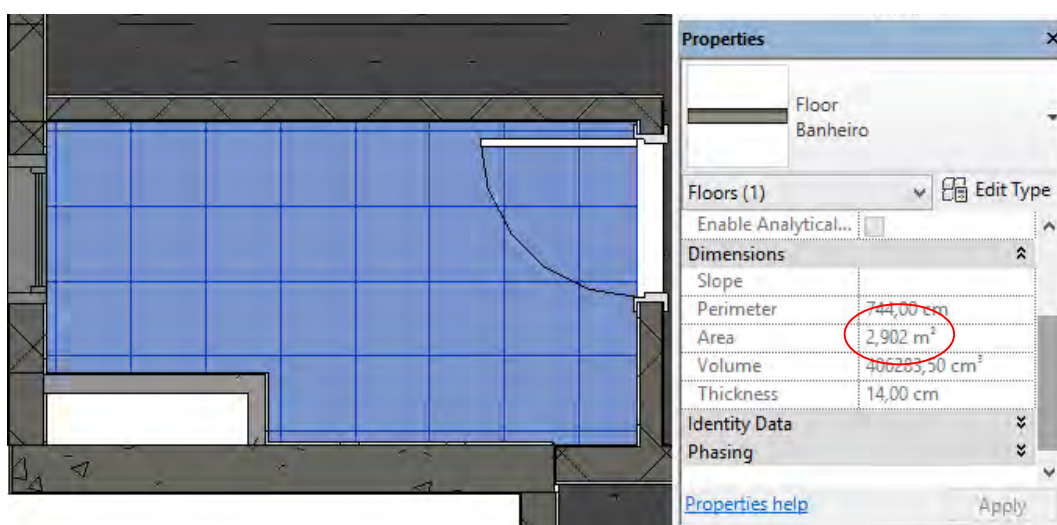 Properties
Floor
Banheiro
Floors (1)
Edit Type
Enable Analytical...
Dimensions
Slope
Perimeter 744,00 cm
Area 2,902 m²
Volume 406283,50 cm³
Thickness 14,00 cm
Identity Data
Phasing
Properties help
Apply